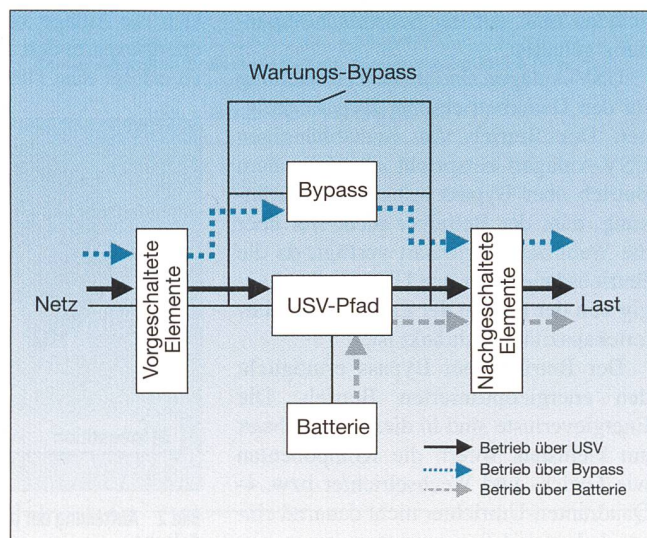 Wartungs-Bypass
Bypass
Netz
Vorgeschaltete
Elemente
USV-Pfad
Nachgeschaltete
Elemente
Last
Batterie
Betrieb über USV
Betrieb über Bypass
Betrieb über Batterie